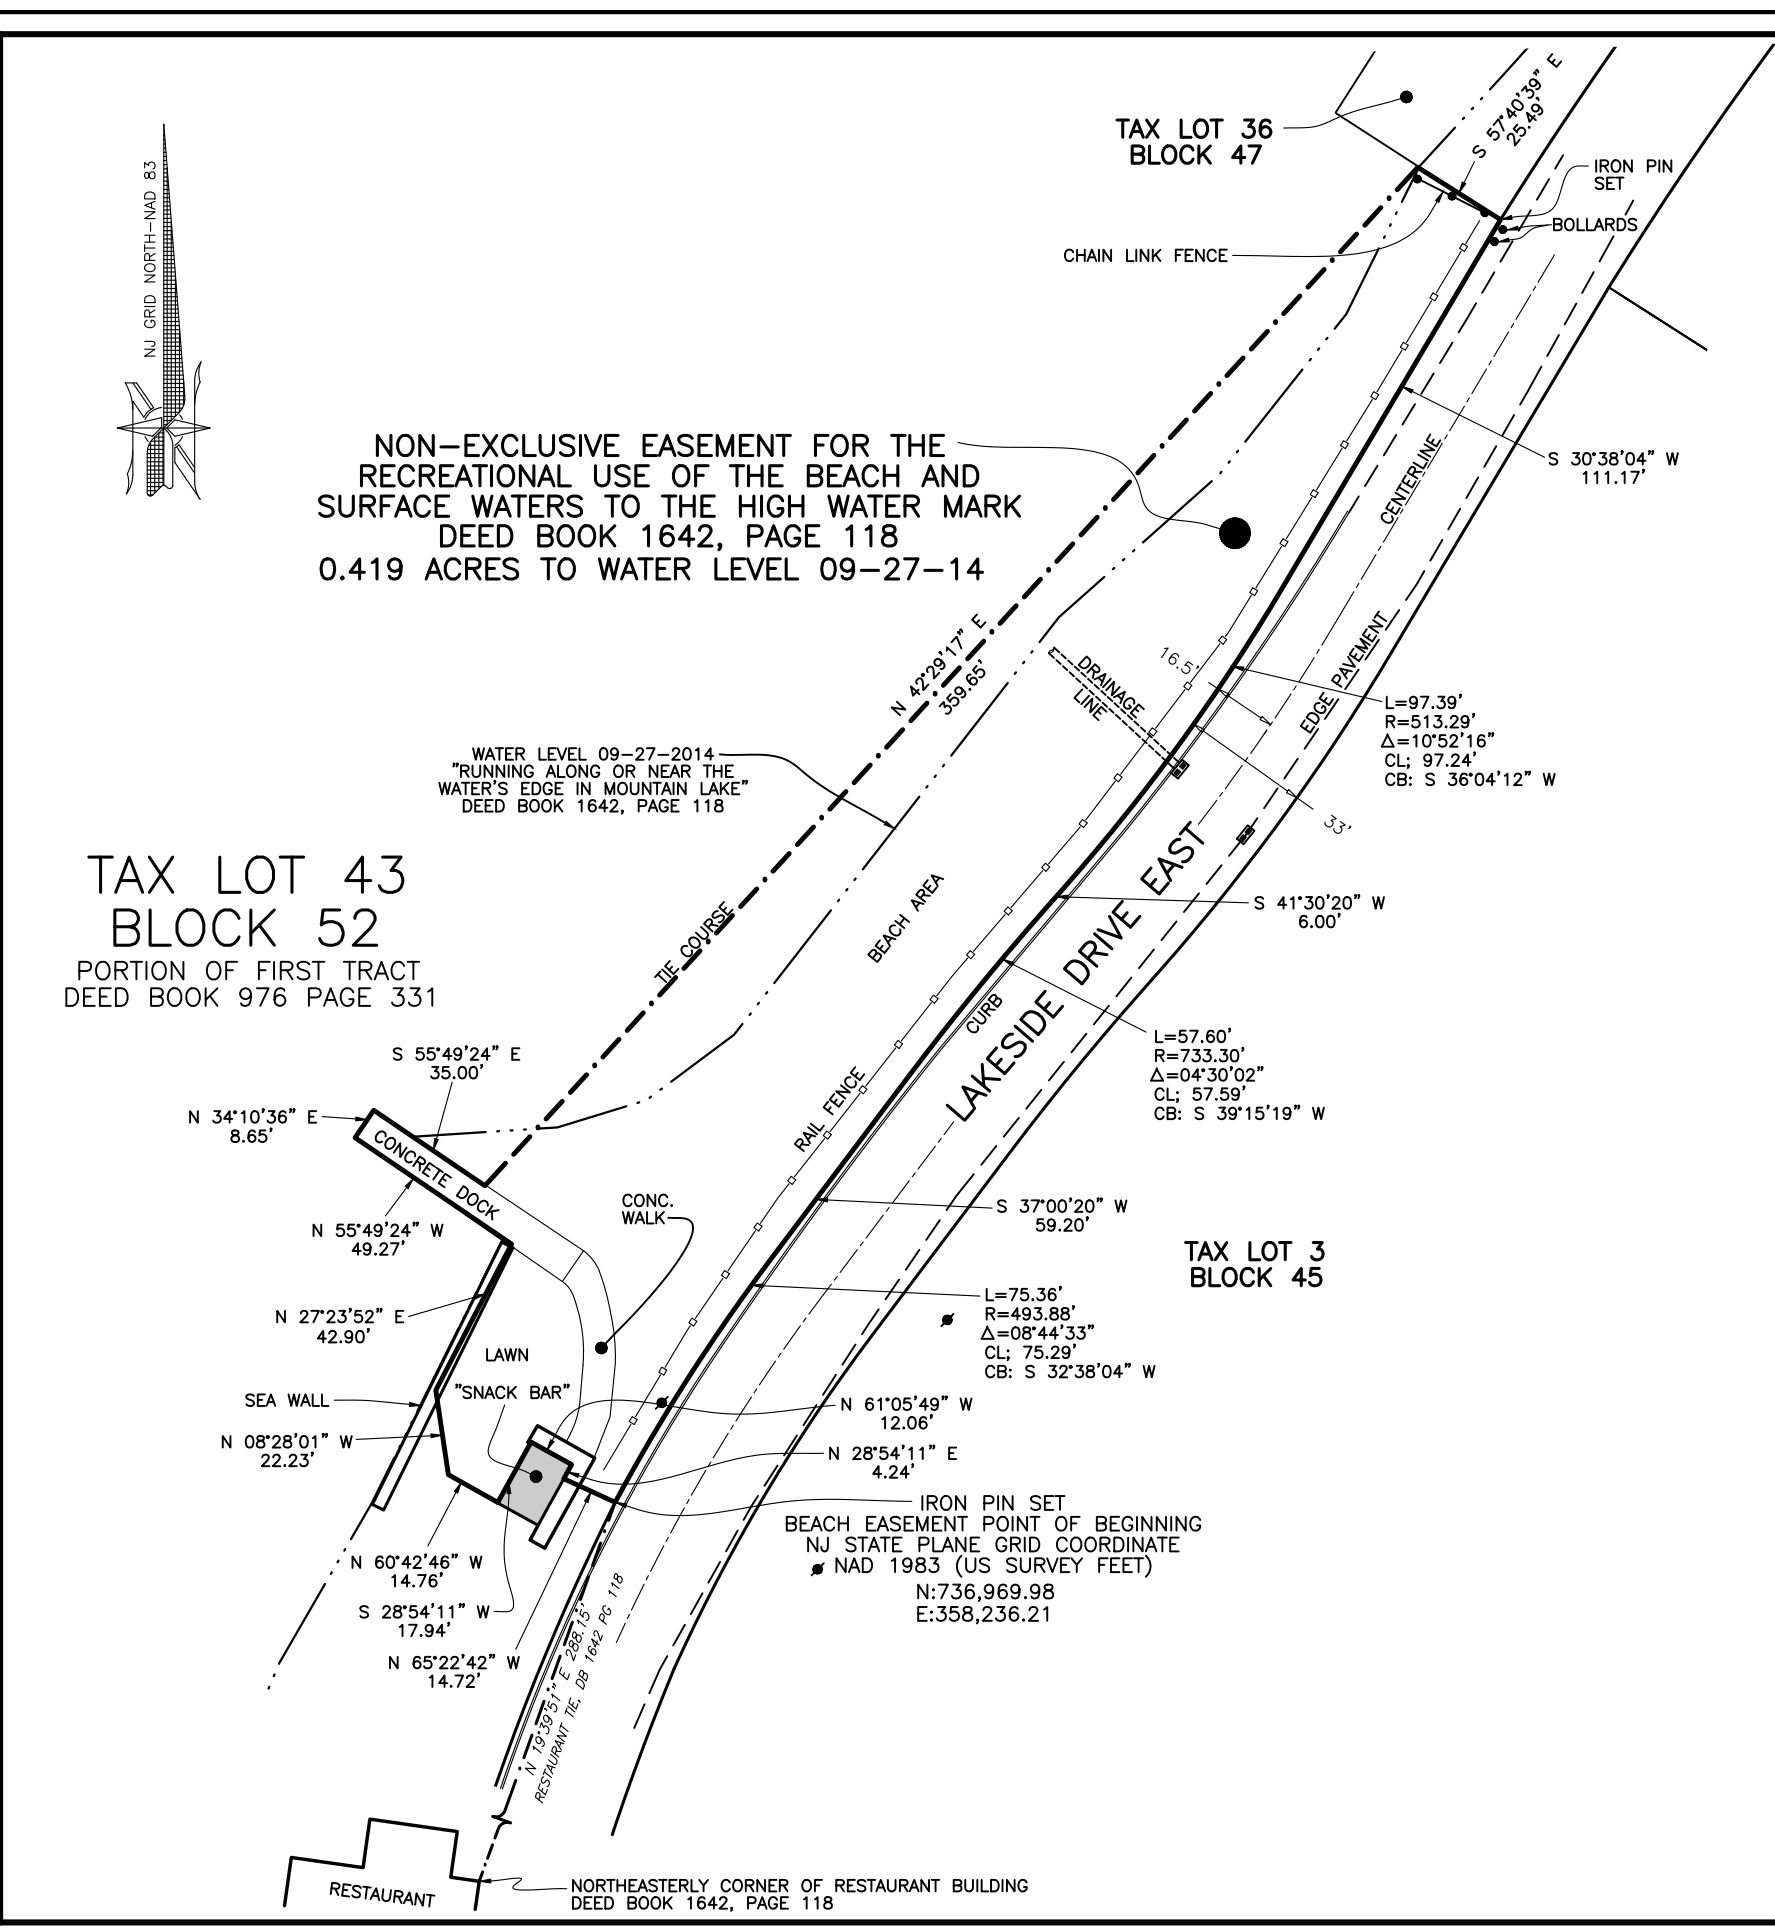 TAX LOT 36
BLOCK 47
S 57°40'39" E
25.49'
IRON PIN
SET
BOLLARDS
CHAIN LINK FENCE
NJ GRID NORTH-NAD 83
NON-EXCLUSIVE EASEMENT FOR THE
RECREATIONAL USE OF THE BEACH AND
SURFACE WATERS TO THE HIGH WATER MARK
DEED BOOK 1642, PAGE 118
0.419 ACRES TO WATER LEVEL 09-27-14
S 30°38'04" W
111.17'
CENTERLINE
EDGE PAVEMENT
N 42°29'17" E
359.65'
16.5'
DRAINAGE
LINE
L=97.39'
R=513.29'
Δ=10°52'16"
CL; 97.24'
CB: S 36°04'12" W
33'
WATER LEVEL 09-27-2014
"RUNNING ALONG OR NEAR THE
WATER'S EDGE IN MOUNTAIN LAKE"
DEED BOOK 1642, PAGE 118
TAX LOT 43
BLOCK 52
PORTION OF FIRST TRACT
DEED BOOK 976 PAGE 331
TIE COURSE
BEACH AREA
S 41°30'20" W
6.00'
LAKESIDE DRIVE EAST
CURB
RAIL FENCE
L=57.60'
R=733.30'
Δ=04°30'02"
CL; 57.59'
CB: S 39°15'19" W
S 55°49'24" E
35.00'
N 34°10'36" E
8.65'
CONCRETE DOCK
N 55°49'24" W
49.27'
CONC.
WALK
S 37°00'20" W
59.20'
TAX LOT 3
BLOCK 45
N 27°23'52" E
42.90'
L=75.36'
R=493.88'
Δ=08°44'33"
CL; 75.29'
CB: S 32°38'04" W
LAWN
"SNACK BAR"
SEA WALL
N 61°05'49" W
12.06'
N 08°28'01" W
22.23'
N 28°54'11" E
4.24'
IRON PIN SET
BEACH EASEMENT POINT OF BEGINNING
NJ STATE PLANE GRID COORDINATE
NAD 1983 (US SURVEY FEET)
N:736,969.98
E:358,236.21
N 60°42'46" W
14.76'
S 28°54'11" W
17.94'
N 65°22'42" W
14.72'
N 19°39'51" E 288.15'
RESTAURANT TIE, DB 1642 PG 118
RESTAURANT
NORTHEASTERLY CORNER OF RESTAURANT BUILDING
DEED BOOK 1642, PAGE 118